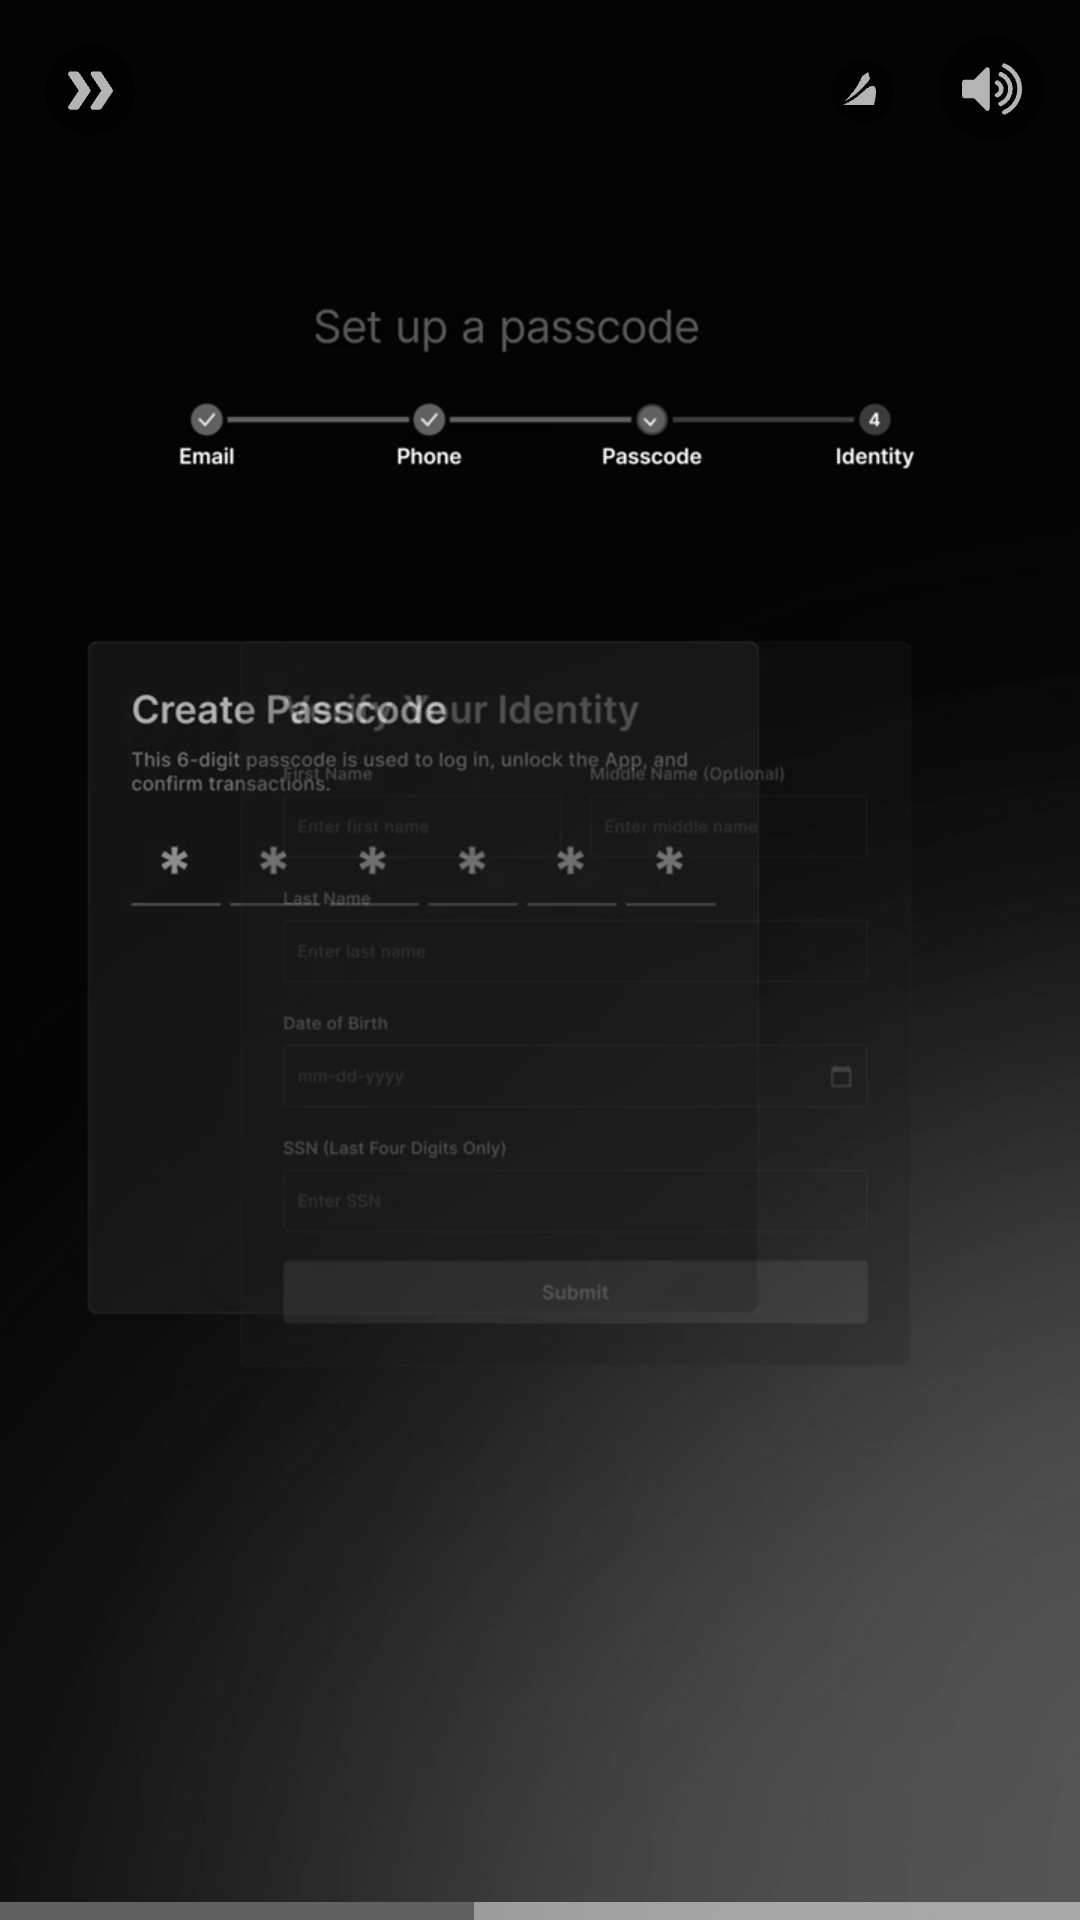 Set up a passcode
4
Email
Phone
Passcode
Identity
Create Passcode
Verify Your Identity
This 6-digit passcode is used to log in, unlock the App, and
confirm transactions.
First Name
Middle Name (Optional)
Enter first name
Enter middle name
* * * * * *
Last Name
Enter last name
Date of Birth
mm-dd-yyyy
SSN (Last Four Digits Only)
Enter SSN
Submit